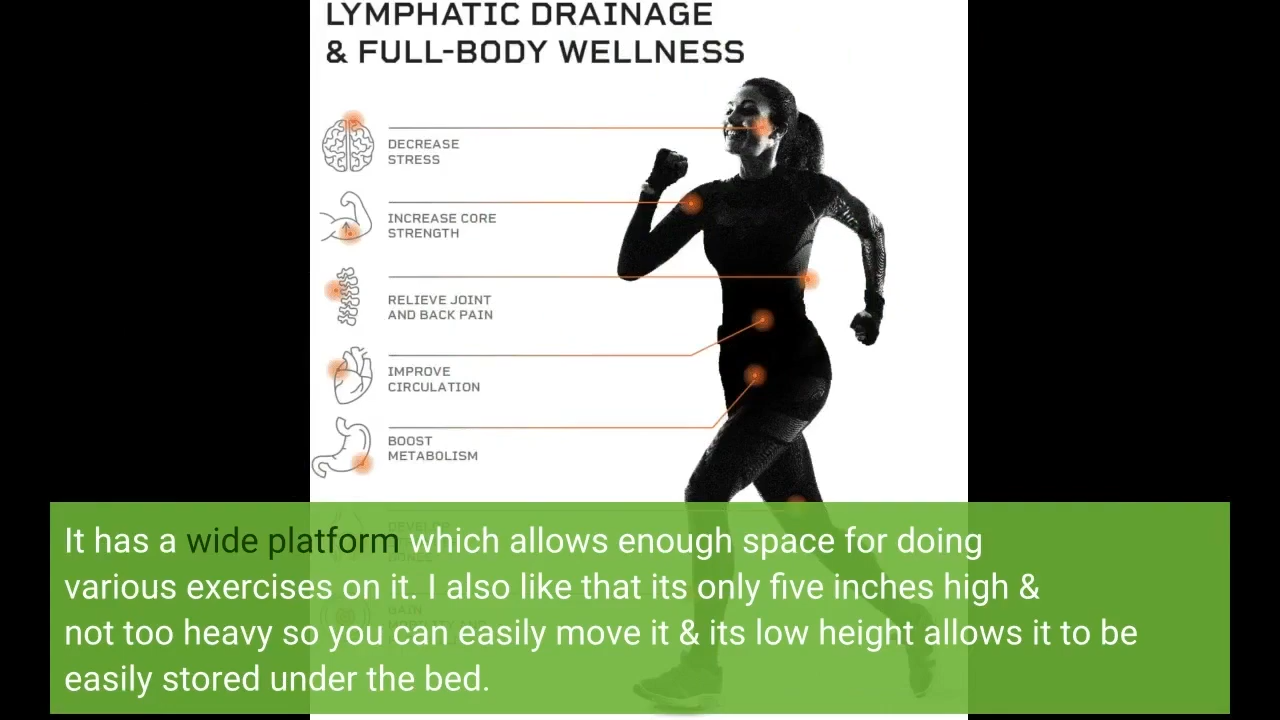 LYMPHATIC DRAINAGE
& FULL-BODY WELLNESS
DECREASE
STRESS
INCREASE CORE
STRENGTH
RELIEVE JOINT
AND BACK PAIN
IMPROVE
CIRCULATION
BOOST
METABOLISM
It has a wide platform which allows enough space for doing
various exercises on it. I also like that its only five inches high &
not too heavy so you can easily move it & its low height allows it to be
easily stored under the bed.